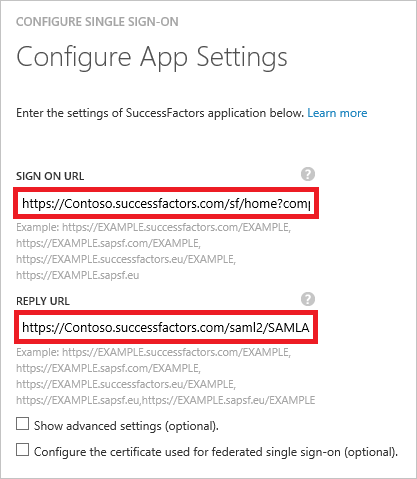 CONFIGURE SINGLE SIGN-ON
Configure App Settings
Enter the settings of SuccessFactors application below. Learn more
SIGN ON URL ?
https://Contoso.successfactors.com/sf/home?comp
Example: https://EXAMPLE.successfactors.com/EXAMPLE,
https://EXAMPLE.sapsf.com/EXAMPLE,
https://EXAMPLE.successfactors.eu/EXAMPLE,
https://EXAMPLE.sapsf.eu
REPLY URL ?
https://Contoso.successfactors.com/saml2/SAMLA
Example: https://EXAMPLE.successfactors.com/EXAMPLE,
https://EXAMPLE.sapsf.com/EXAMPLE,
https://EXAMPLE.successfactors.eu/EXAMPLE,
https://EXAMPLE.sapsf.eu,https://EXAMPLE.sapsf.eu/EXAMPLE
Show advanced settings (optional).
Configure the certificate used for federated single sign-on (optional).